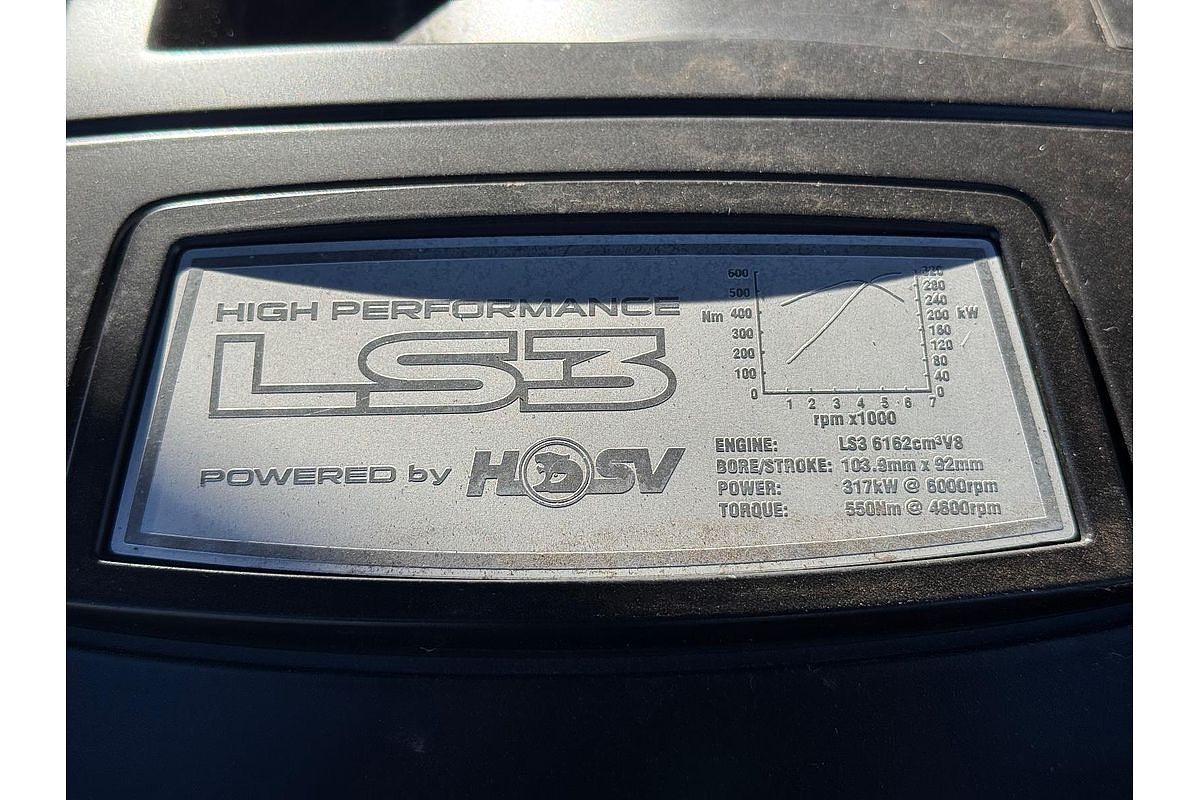 HIGH PERFORMANCE
LS3
POWERED by HSV
600
500
Nm 400
300
200
100
0
320
280
240
200 kW
160
120
80
40
0
1 2 3 4 5 6 7
rpm x1000
ENGINE: LS3 6162cm³V8
BORE/STROKE: 103.9mm x 92mm
POWER: 317kW @ 6000rpm
TORQUE: 550Nm @ 4600rpm